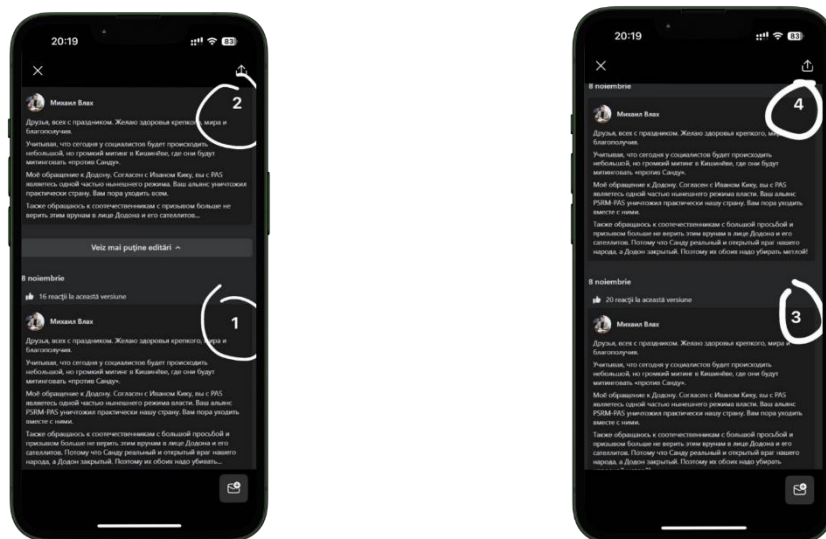 20:19
83
2
Михаил Влах
Друзья, всех с праздником. Желаю здоровья крепкого, мира и
благополучия.
Учитывая, что сегодня у социалистов будет происходить
небольшой, но громкий митинг в Кишинёве, где они будут
митинговать «против Санду».
Моё обращение к Додону. Согласен с Иваном Кику, вы с PAS
являетесь одной частью нынешнего режима. Ваш альянс уничтожил
практически страну. Вам пора уходить всем.
Также обращаюсь к соотечественникам с призывом больше не
верить этим врунам в лице Додона и его сателлитов...
Veiz mai puține editări
8 noiembrie
16 reacții la această versiune
1
Михаил Влах
Друзья, всех с праздником. Желаю здоровья крепкого, мира и
благополучия.
Учитывая, что сегодня у социалистов будет происходить
небольшой, но громкий митинг в Кишинёве, где они будут
митинговать «против Санду».
Моё обращение к Додону. Согласен с Иваном Кику, вы с PAS
являетесь одной частью нынешнего режима власти. Ваш альянс
PSRM-PAS уничтожил практически нашу страну. Вам пора уходить
вместе с ними.
Также обращаюсь к соотечественникам с большой просьбой и
призывом больше не верить этим врунам в лице Додона и его
сателлитов. Потому что Санду реальный и открытый враг нашего
народа, а Додон закрытый. Поэтому их обоих надо убивать...
20:19
83
8 noiembrie
4
Михаил Влах
Друзья, всех с праздником. Желаю здоровья крепкого, мира и
благополучия.
Учитывая, что сегодня у социалистов будет происходить
небольшой, но громкий митинг в Кишинёве, где они будут
митинговать «против Санду».
Моё обращение к Додону. Согласен с Иваном Кику, вы с PAS
являетесь одной частью нынешнего режима власти. Ваш альянс
PSRM-PAS уничтожил практически нашу страну. Вам пора уходить
вместе с ними.
Также обращаюсь к соотечественникам с большой просьбой и
призывом больше не верить этим врунам в лице Додона и его
сателлитов. Потому что Санду реальный и открытый враг нашего
народа, а Додон закрытый. Поэтому их обоих надо убирать метлой!
8 noiembrie
20 reacții la această versiune
3
Михаил Влах
Друзья, всех с праздником. Желаю здоровья крепкого, мира и
благополучия.
Учитывая, что сегодня у социалистов будет происходить
небольшой, но громкий митинг в Кишинёве, где они будут
митинговать «против Санду».
Моё обращение к Додону. Согласен с Иваном Кику, вы с PAS
являетесь одной частью нынешнего режима власти. Ваш альянс
PSRM-PAS уничтожил практически нашу страну. Вам пора уходить
вместе с ними.
Также обращаюсь к соотечественникам с большой просьбой и
призывом больше не верить этим врунам в лице Додона и его
сателлитов. Потому что Санду реальный и открытый враг нашего
народа, а Додон закрытый. Поэтому их обоих надо убирать